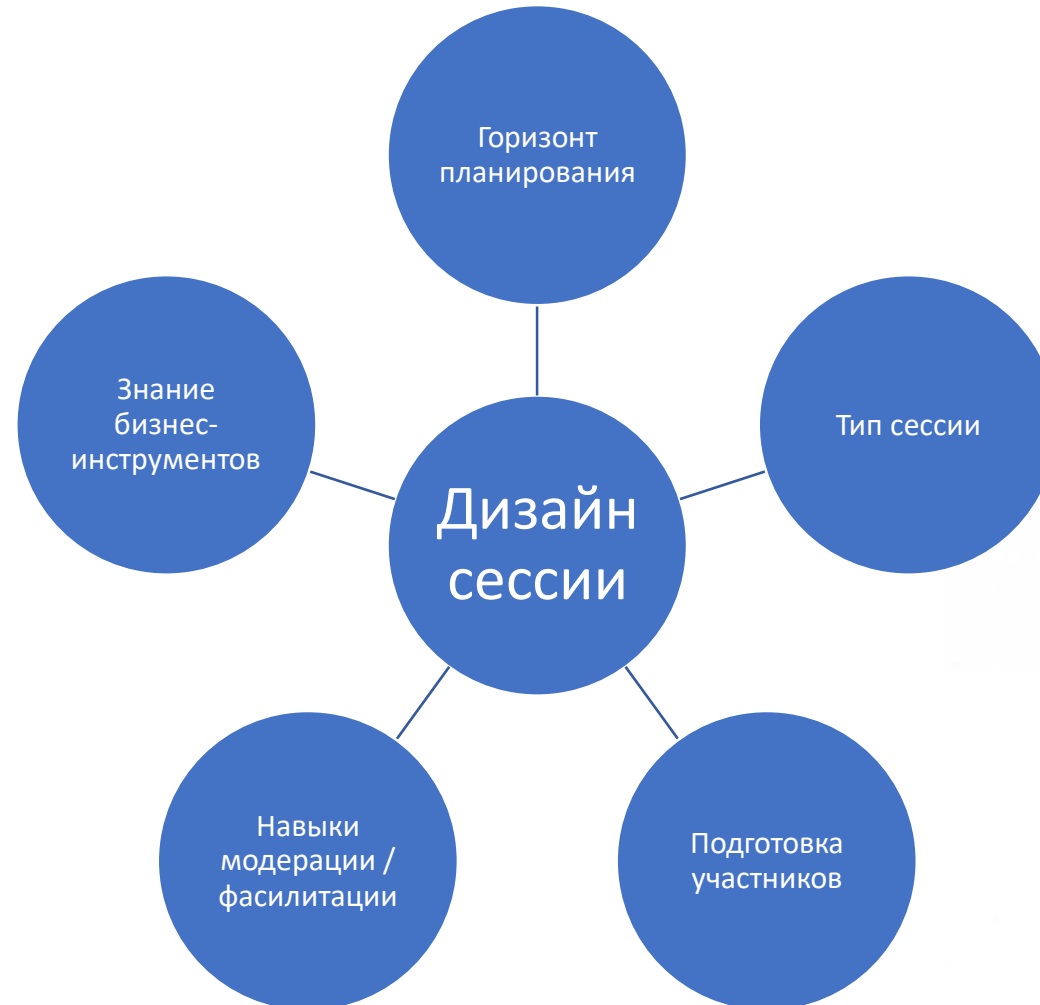 Горизонт
планирования
Знание
бизнес-
инструментов
Тип сессии
Дизайн
сессии
Навыки
модерации /
фасилитации
Подготовка
участников